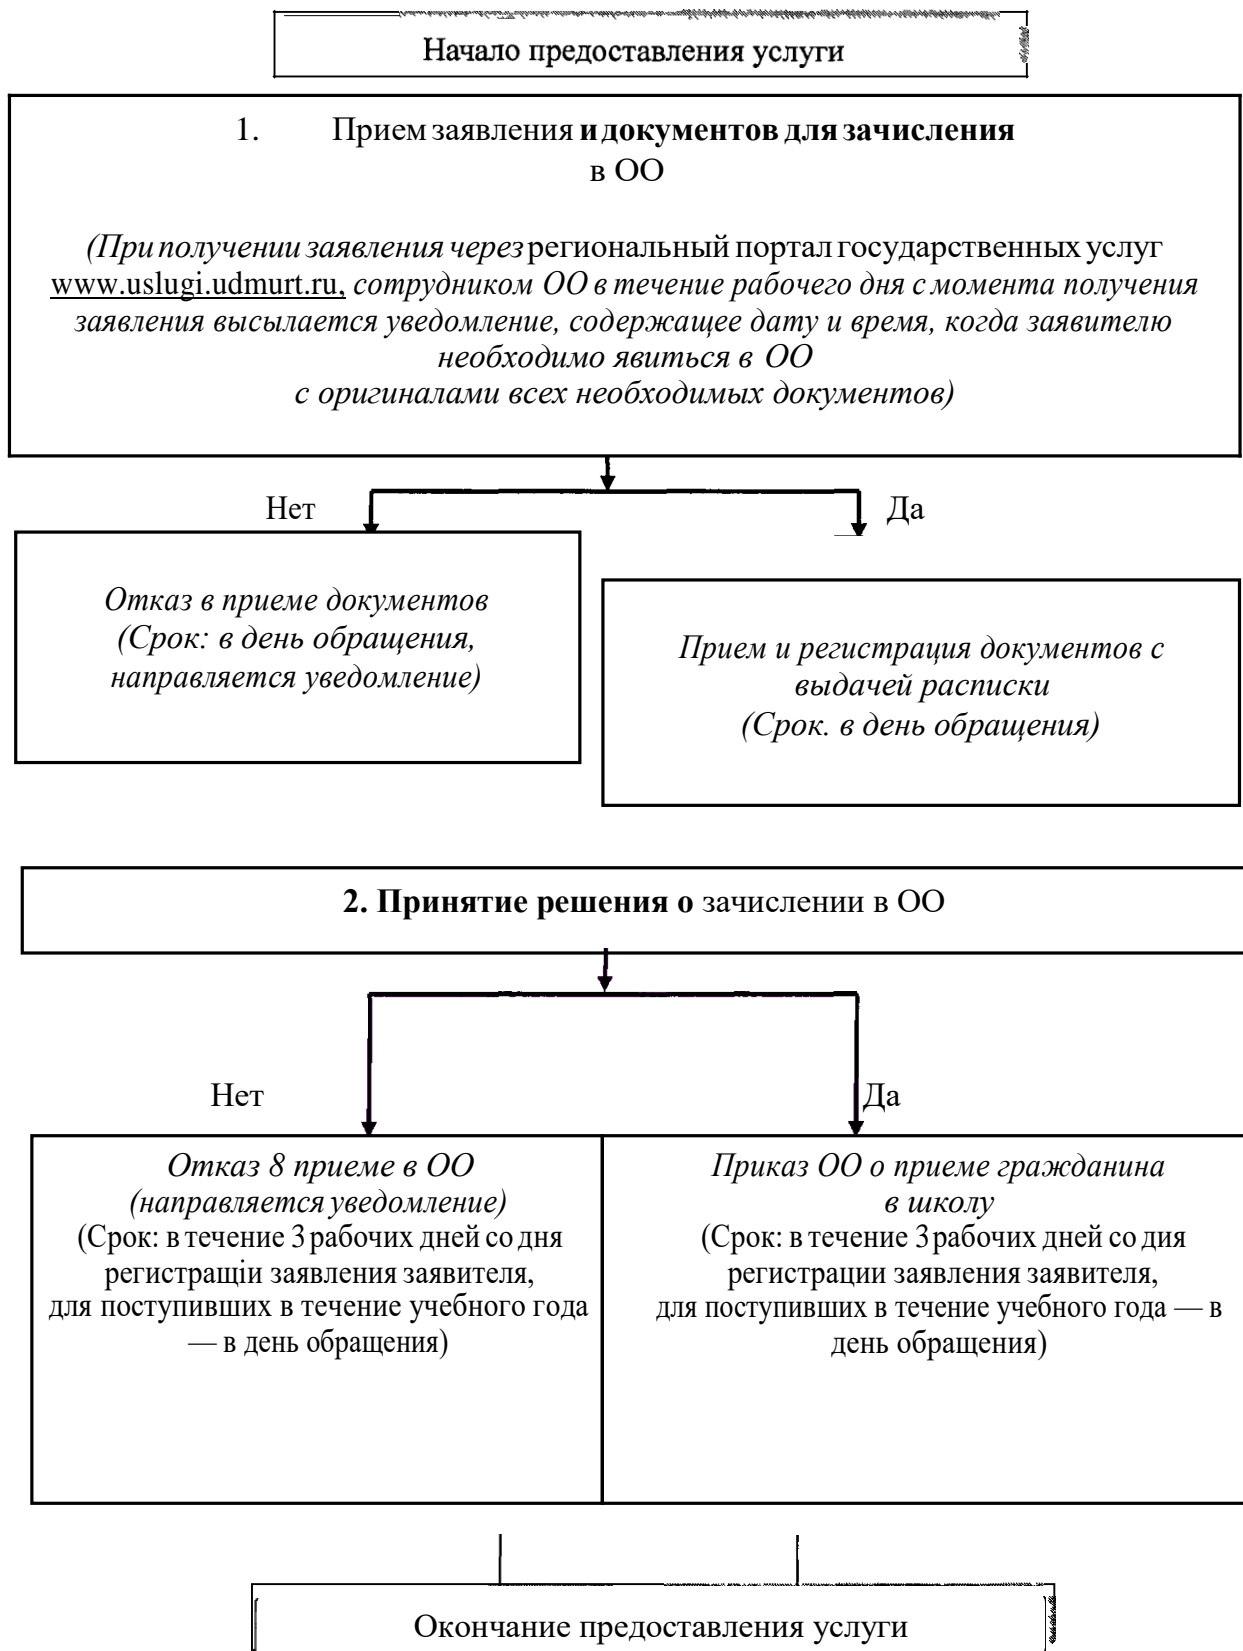 Начало предоставления услуги
1. Прием заявления и документов для зачисления
в ОО
(При получении заявления через региональный портал государственных услуг
www.uslugi.udmurt.ru, сотрудником ОО в течение рабочего дня с момента получения
заявления высылается уведомление, содержащее дату и время, когда заявителю
необходимо явиться в ОО
с оригиналами всех необходимых документов)
Нет
Да
Отказ в приеме документов
(Срок: в день обращения,
направляется уведомление)
Прием и регистрация документов с
выдачей расписки
(Срок. в день обращения)
2. Принятие решения о зачислении в ОО
Нет
Да
Отказ 8 приеме в ОО
(направляется уведомление)
(Срок: в течение 3 рабочих дней со дня
регистращіи заявления заявителя,
для поступивших в течение учебного года
— в день обращения)
Приказ ОО о приеме гражданина
в школу
(Срок: в течение 3 рабочих дней со дия
регистрации заявления заявителя,
для поступивших в течение учебного года — в
день обращения)
Окончание предоставления услуги